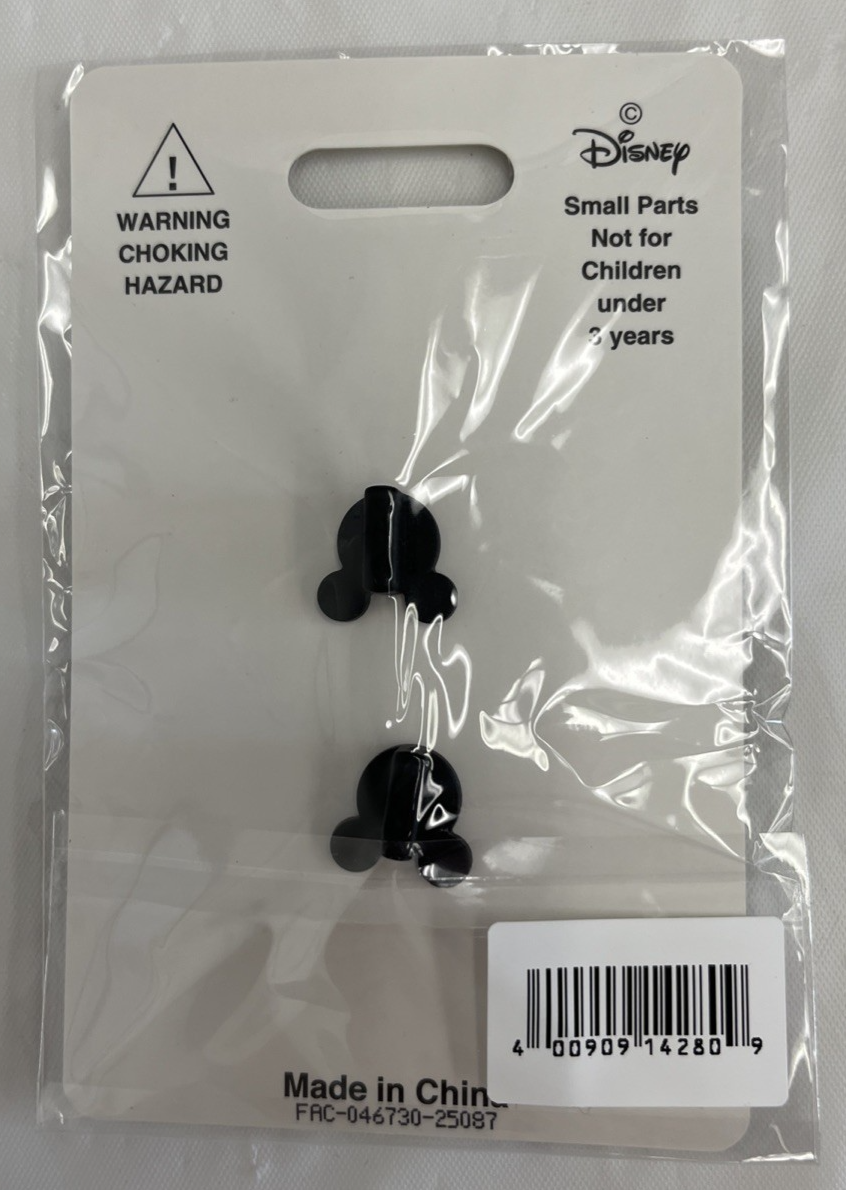 !
WARNING
CHOKING
HAZARD
©
Disney
Small Parts
Not for
Children
under
3 years
4 00909 14280 9
Made in China
FAC-046730-25087